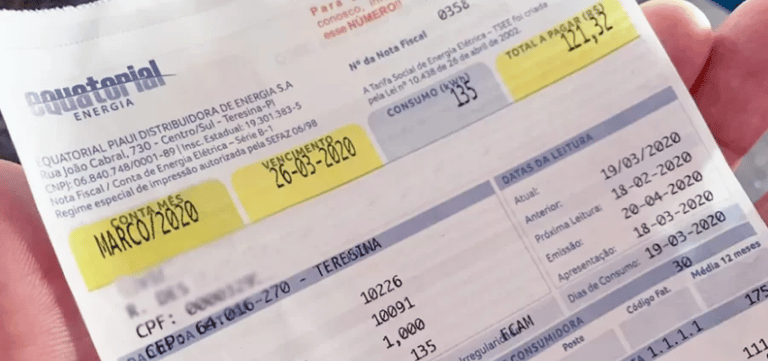 Para
conosco,
esse NÚMERO!!
0358
Nº da Nota Fiscal
A Tarifa Social de Energia Elétrica - TSEE foi criada
pela Lei nº 10.438 de 26 de abril de 2002.
TOTAL A PAGAR (R$)
121,32
equatorial
ENERGIA
CONSUMO (kWh)
135
EQUATORIAL PIAUÍ DISTRIBUIDORA DE ENERGIA S.A
Rua João Cabral, 730 - Centro/Sul - Teresina-PI
CNPJ: 06.840.748/0001-89 | Insc. Estadual: 19.301.383-5
Nota Fiscal / Conta de Energia Elétrica - Série B-1
Regime especial de impressão autorizada pela SEFAZ 06/98
VENCIMENTO
26-03-2020
CONTA MÊS
MARCO/2020
DATAS DA LEITURA
Atual: 19/03/2020
Anterior: 18-02-2020
Próxima Leitura: 20-04-2020
Emissão: 18-03-2020
Apresentação: 19-03-2020
Dias de Consumo: 30
R. DES
CPF:
CEP 64.016-270 - TERESINA
10226
10091
1,000
135
FCAM
CONSUMIDORA
Poste
Código Fat.
Média 12 meses
1.1.1.1
175
111